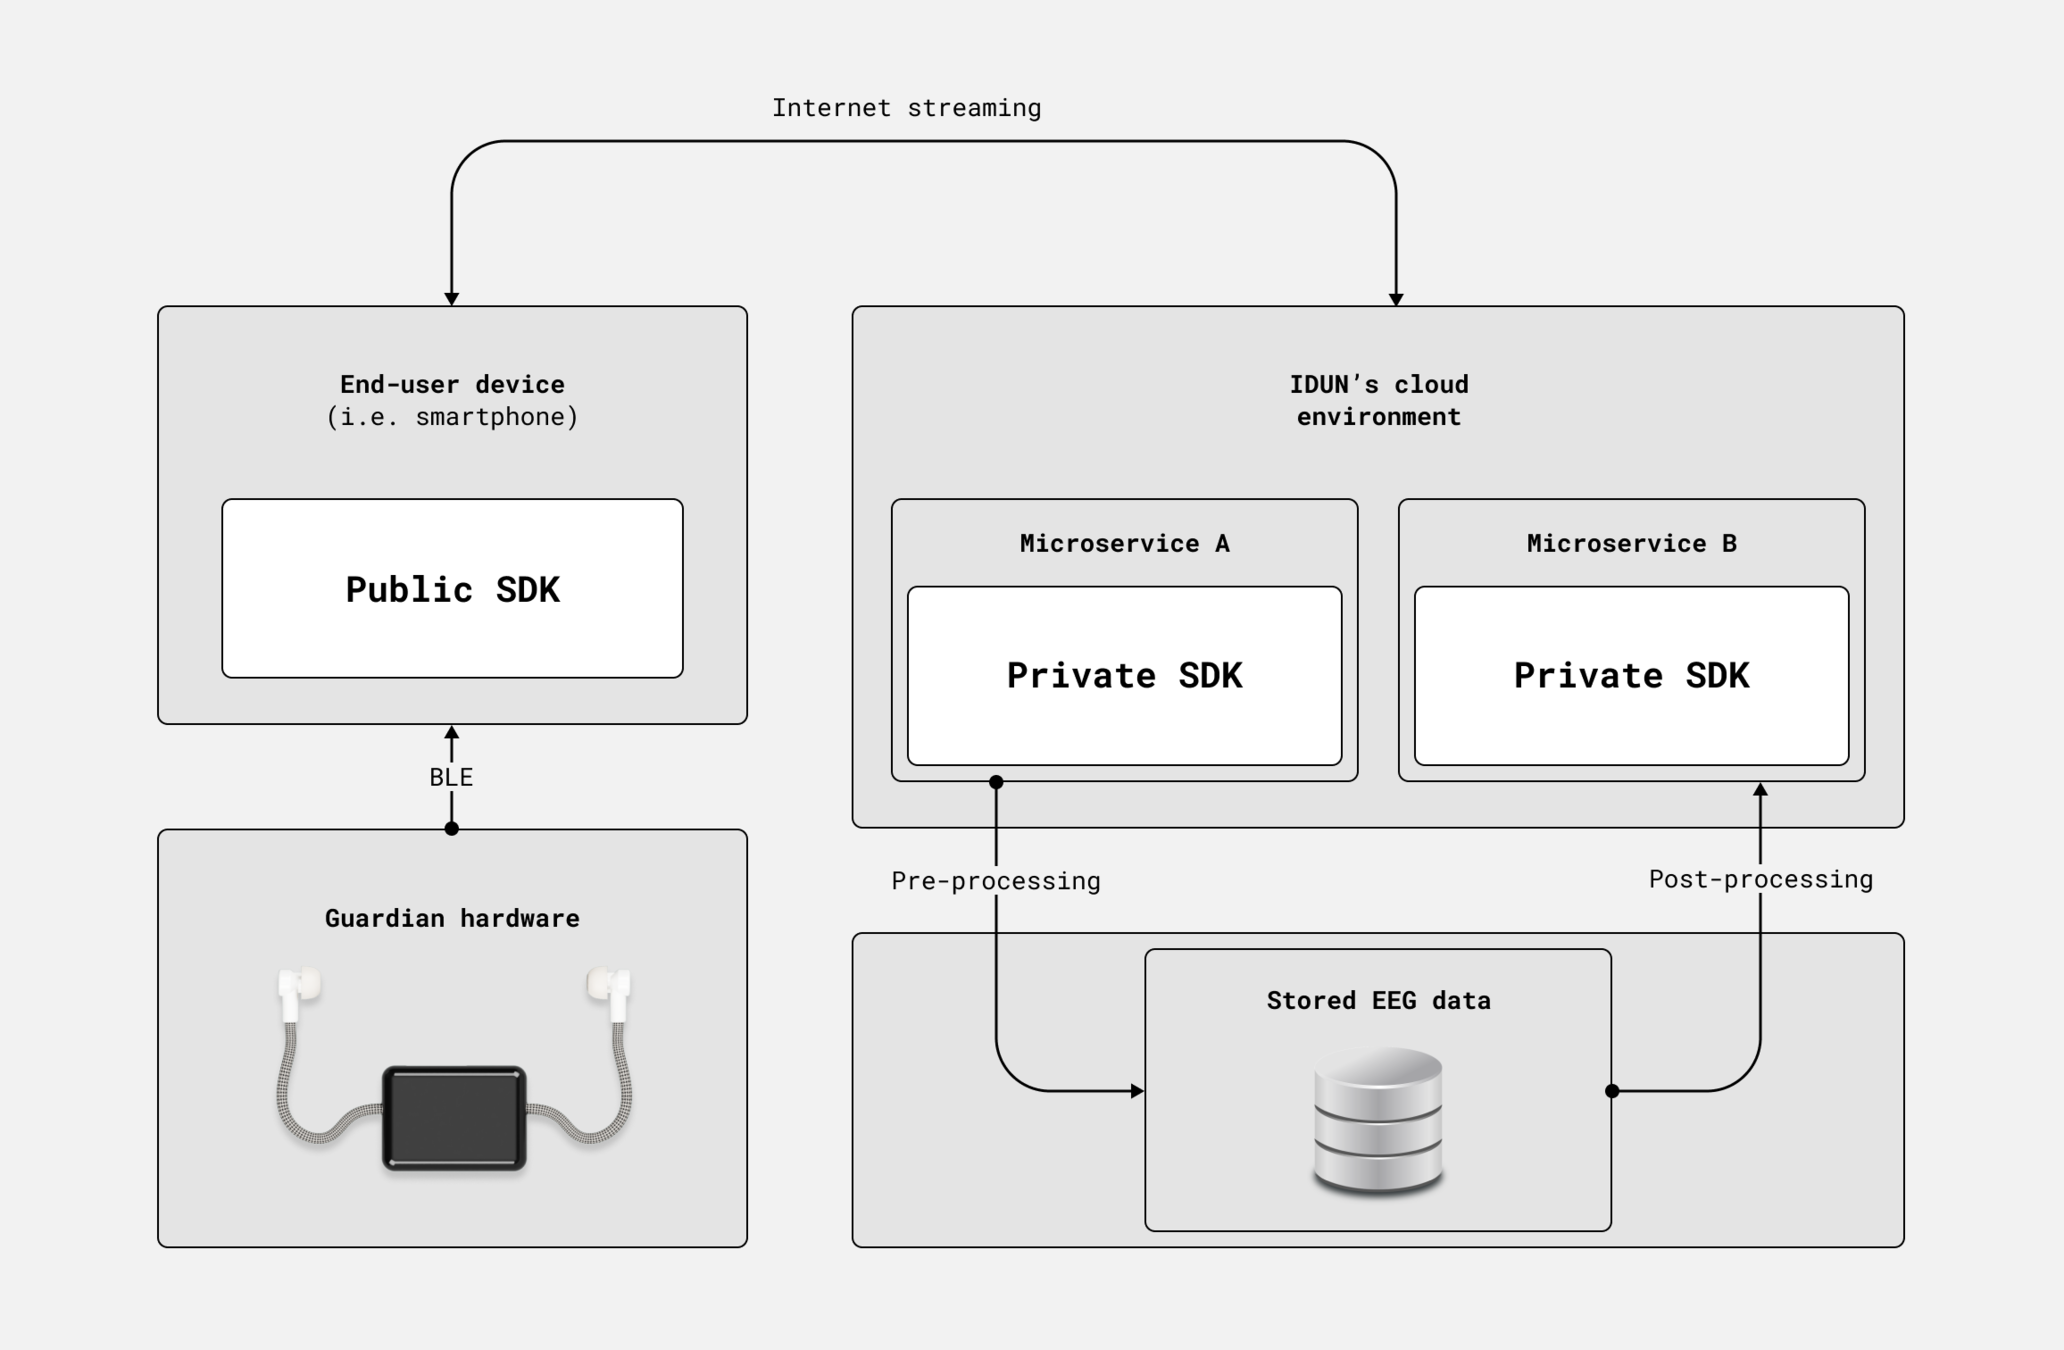 Internet streaming
End-user device
(i.e. smartphone)
Public SDK
BLE
Guardian hardware
IDUN’s cloud
environment
Microservice A
Private SDK
Microservice B
Private SDK
Pre-processing
Post-processing
Stored EEG data